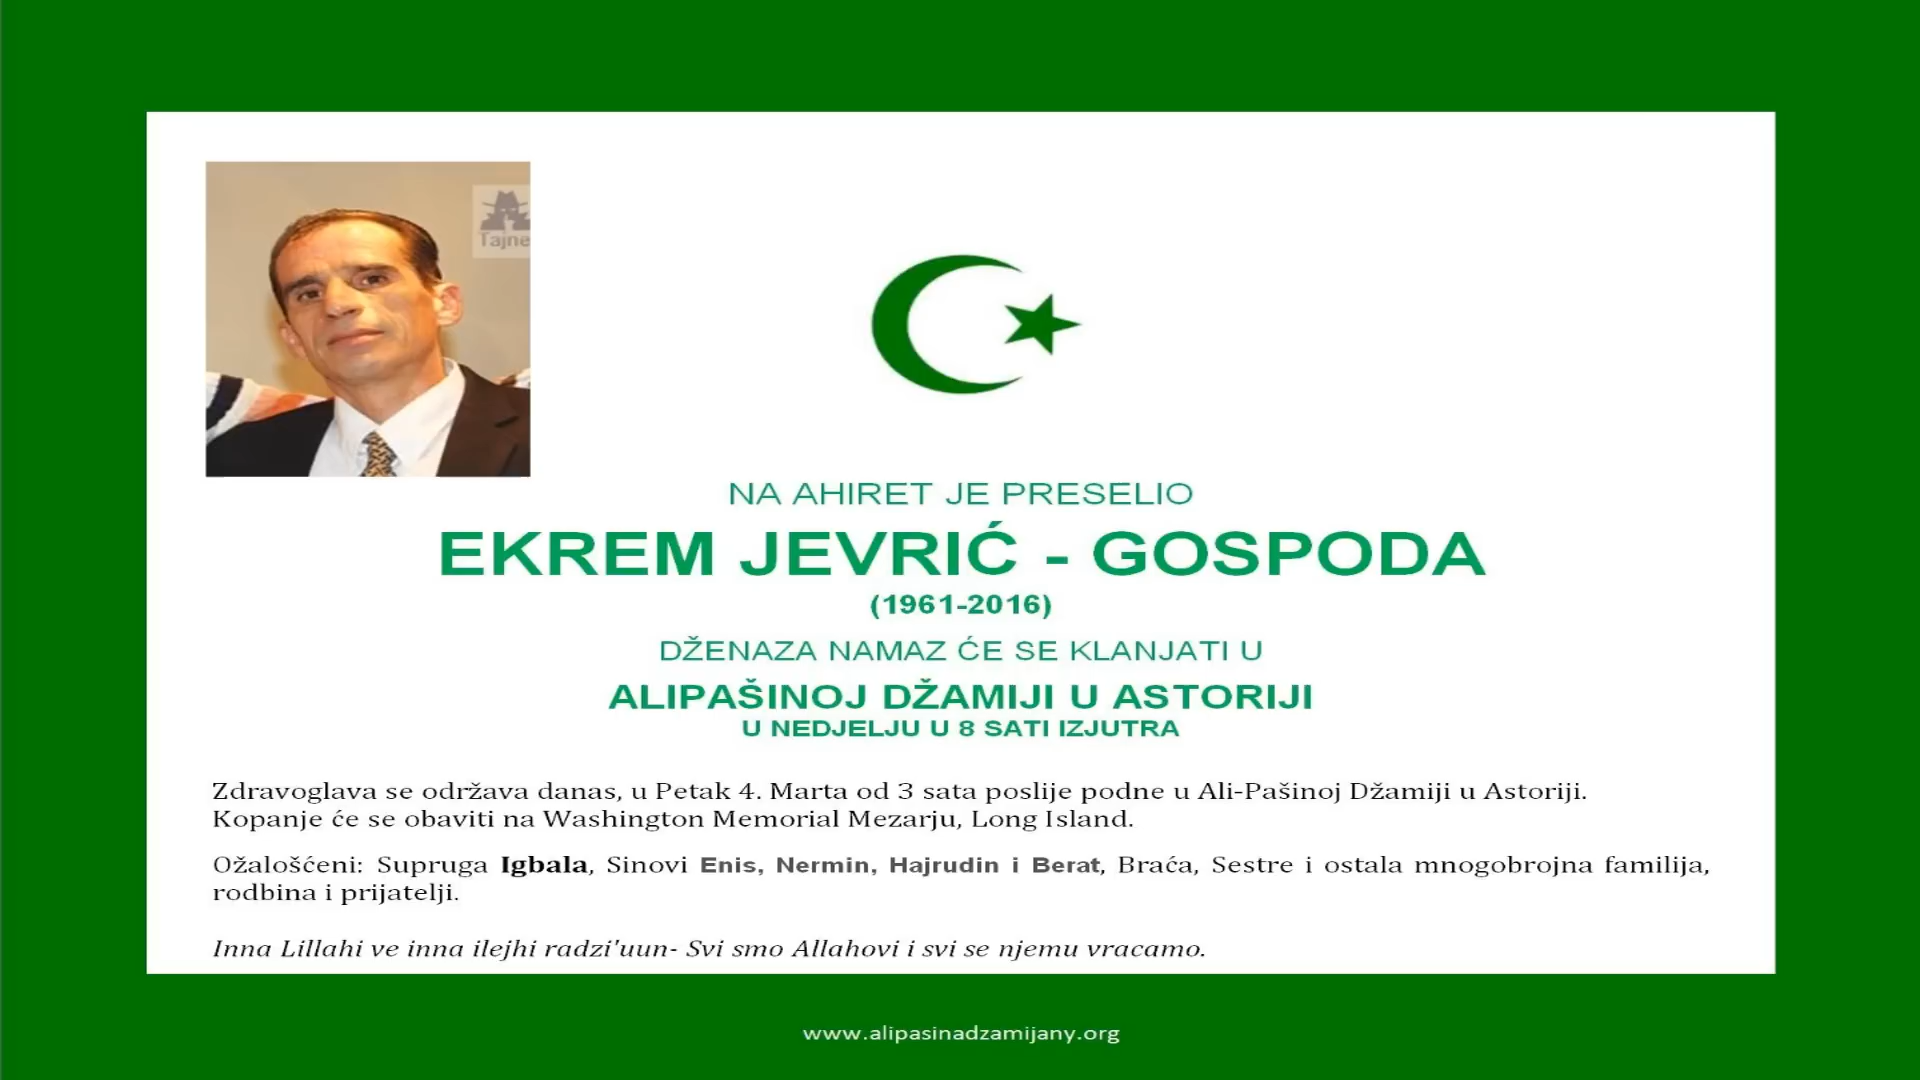 Tajne
NA AHIRET JE PRESELIO
EKREM JEVRIĆ - GOSPODA
(1961-2016)
DŽENAZA NAMAZ ĆE SE KLANJATI U
ALIPAŠINOJ DŽAMIJI U ASTORIJI
U NEDJELJU U 8 SATI IZJUTRA
Zdravoglava se održava danas, u Petak 4. Marta od 3 sata poslije podne u Ali-Pašinoj Džamiji u Astoriji.
Kopanje će se obaviti na Washington Memorial Mezarju, Long Island.
Ožalošćeni: Supruga Igbala, Sinovi Enis, Nermin, Hajrudin i Berat, Braća, Sestre i ostala mnogobrojna familija,
rodbina i prijatelji.
Inna Lillahi ve inna ilejhi radzi'uun- Svi smo Allahovi i svi se njemu vracamo.
www.alipasinadzamijany.org